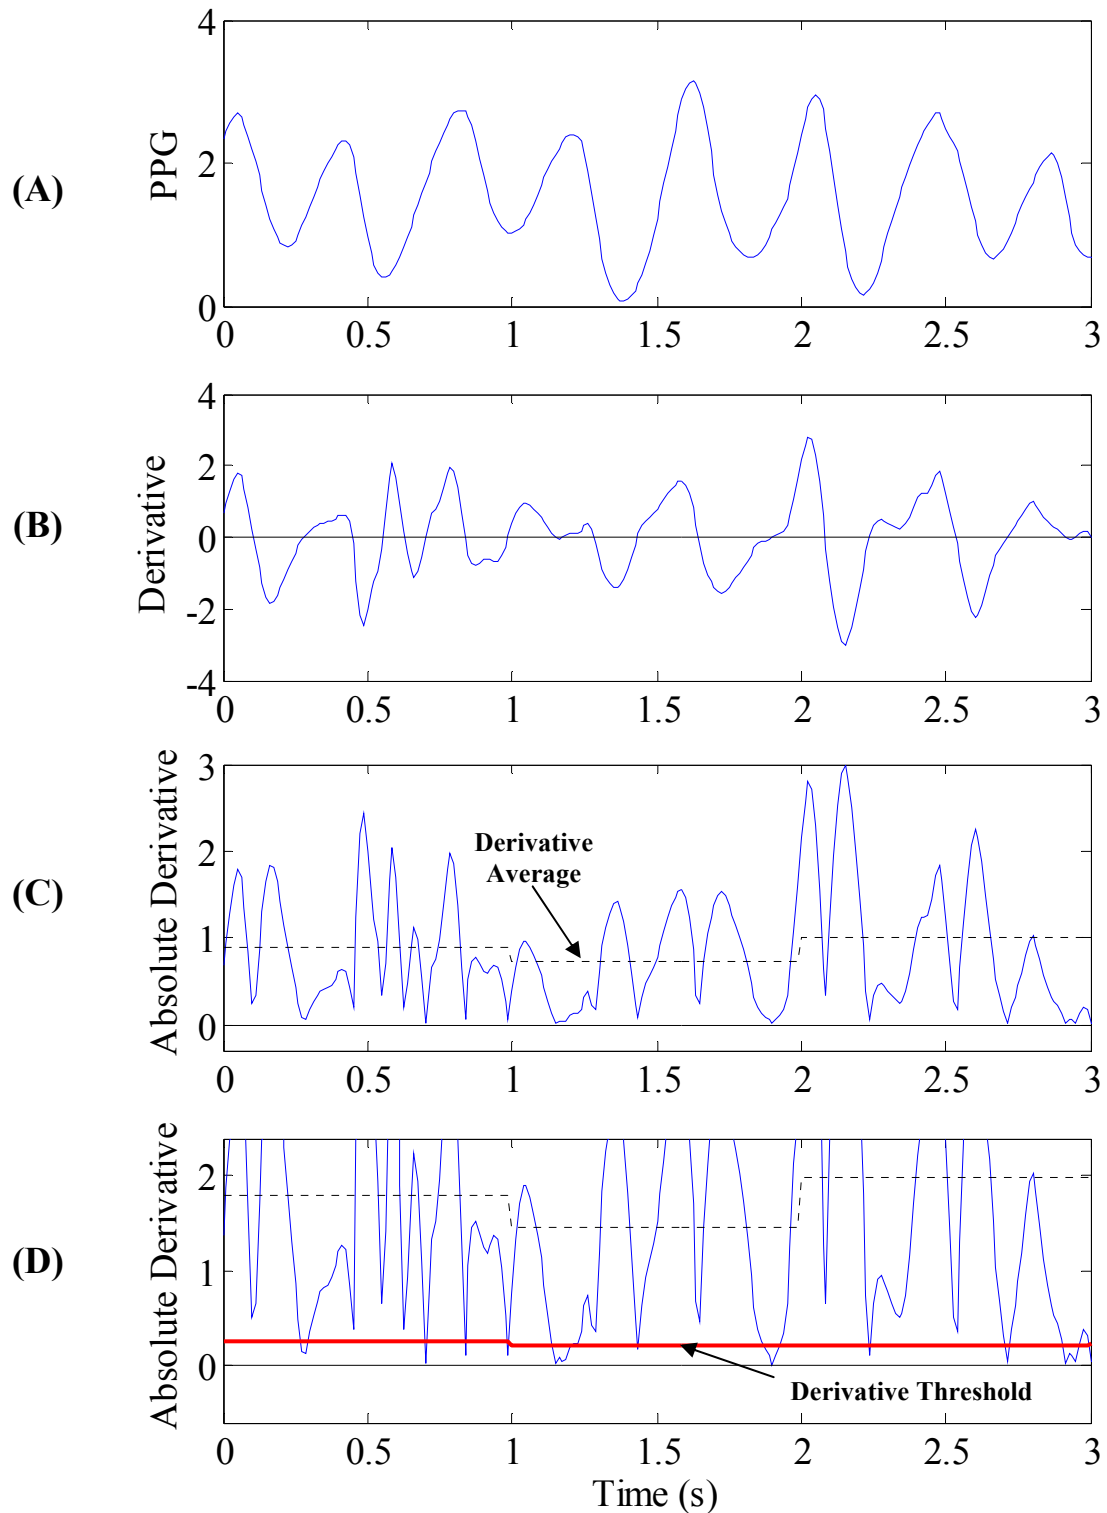 (A)
PPG
4
2
0
0 0.5 1 1.5 2 2.5 3
(B)
Derivative
4
2
0
-2
-4
0 0.5 1 1.5 2 2.5 3
(C)
Absolute Derivative
3
2
1
0
Derivative
Average
0 0.5 1 1.5 2 2.5 3
(D)
Absolute Derivative
2
1
0
Derivative Threshold
0 0.5 1 1.5 2 2.5 3
Time (s)